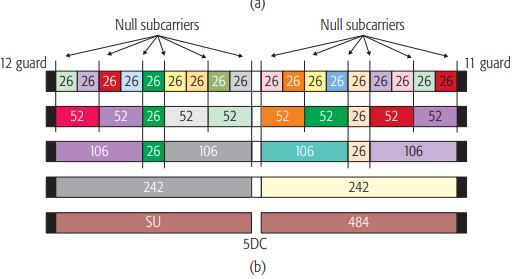 (a)
Null subcarriers Null subcarriers
12 guard 11 guard
26 26 26 26 26 26 26 26 26 26 26 26 26 26 26 26 26 26
52 52 26 52 52 52 52 26 52 52
106 26 106 106 26 106
242 242
SU 484
5DC
(b)